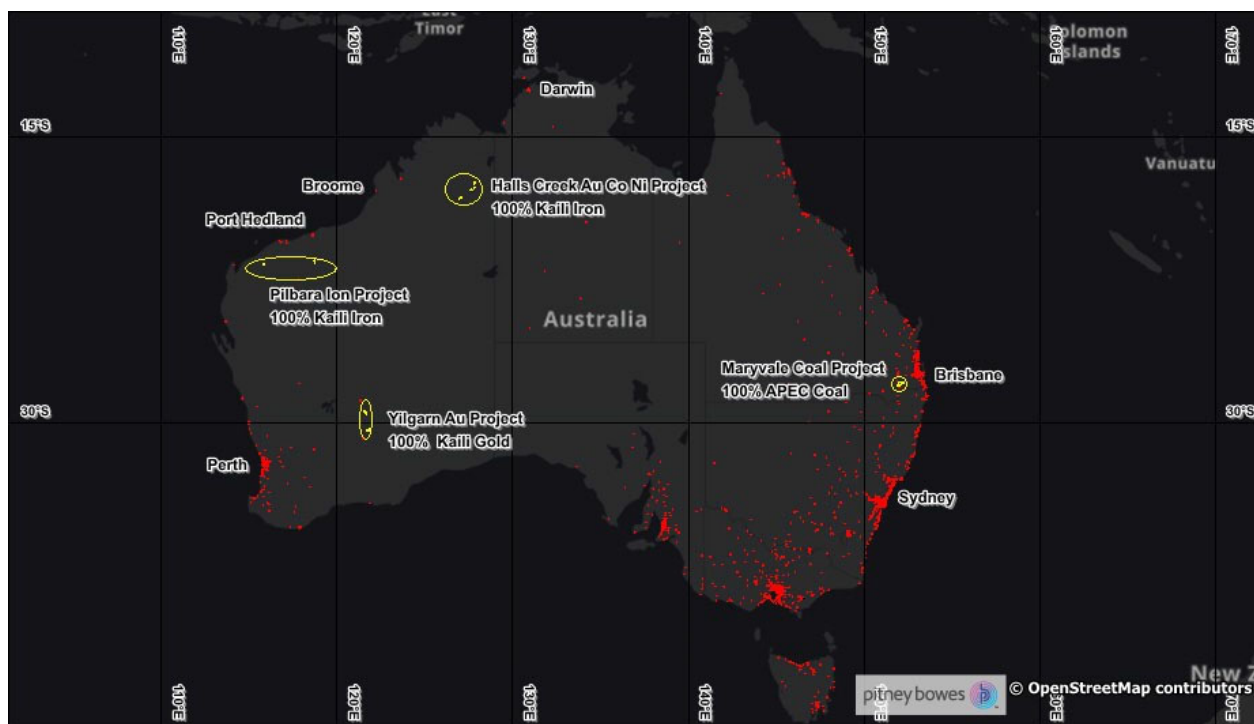 East
Timor
Solomon
Islands
110°E
120°E
130°E
140°E
150°E
160°E
170°E
Darwin
15°S
15°S
Vanuatu
Broome
Halls Creek Au Co Ni Project
100% Kaili Iron
Port Hedland
Pilbara Ion Project
100% Kaili Iron
Australia
Maryvale Coal Project
100% APEC Coal
Brisbane
30°S
30°S
Yilgarn Au Project
100% Kaili Gold
Perth
Sydney
110°E
120°E
130°E
140°E
150°E
160°E
170°E
New Z
pitney bowes
© OpenStreetMap contributors